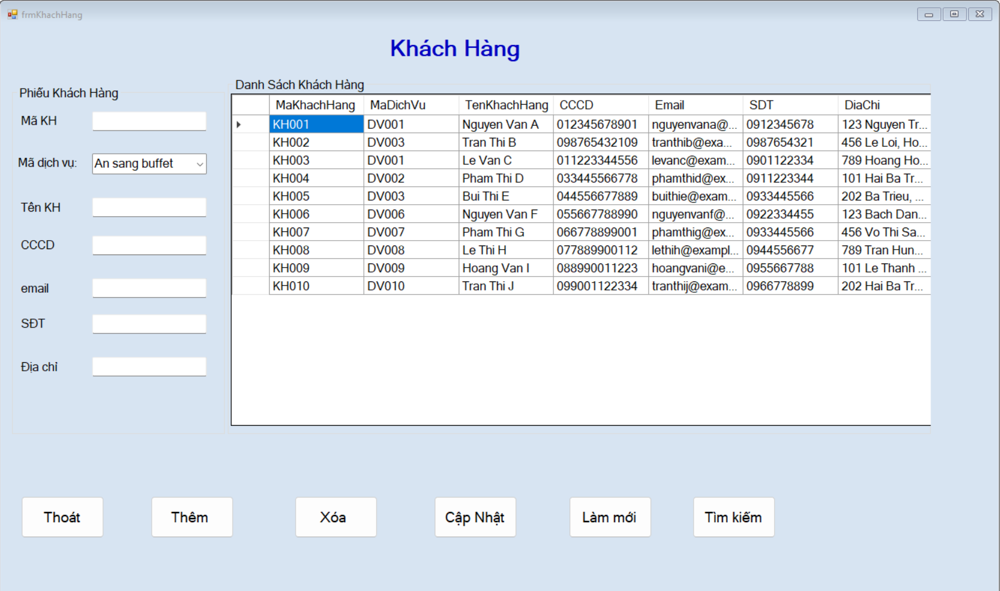 frmKhachHang
Khách Hàng
Phiếu Khách Hàng
Mã KH
Mã dịch vụ: An sang buffet
Tên KH
CCCD
email
SĐT
Địa chỉ
Danh Sách Khách Hàng
MaKhachHang MaDichVu TenKhachHang CCCD Email SDT DiaChi
KH001 DV001 Nguyen Van A 012345678901 nguyenvana@... 0912345678 123 Nguyen Tr...
KH002 DV003 Tran Thi B 098765432109 tranthib@exa... 0987654321 456 Le Loi, Ho...
KH003 DV001 Le Van C 011223344556 levanc@exam... 0901122334 789 Hoang Ho...
KH004 DV002 Pham Thi D 033445566778 phamthid@ex... 0911223344 101 Hai Ba Tr...
KH005 DV003 Bui Thi E 044556677889 buithie@exam... 0933445566 202 Ba Trieu, ...
KH006 DV006 Nguyen Van F 055667788990 nguyenvanf@... 0922334455 123 Bach Dan...
KH007 DV007 Pham Thi G 066778899001 phamthig@ex... 0933445566 456 Vo Thi Sa...
KH008 DV008 Le Thi H 077889900112 lethih@exampl... 0944556677 789 Tran Hun...
KH009 DV009 Hoang Van I 088990011223 hoangvani@e... 0955667788 101 Le Thanh ...
KH010 DV010 Tran Thi J 099001122334 tranthij@exam... 0966778899 202 Hai Ba Tr...
Thoát Thêm Xóa Cập Nhật Làm mới Tìm kiếm